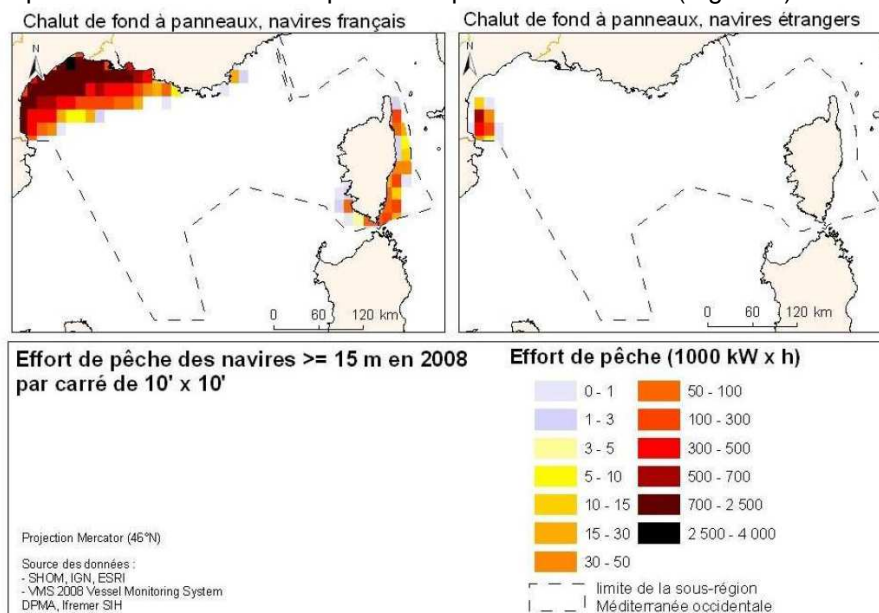 Chalut de fond à panneaux, navires français
Chalut de fond à panneaux, navires étrangers
N
N
0 60 120 km
0 60 120 km
Effort de pêche des navires >= 15 m en 2008
par carré de 10' x 10'
Projection Mercator (46°N)
Source des données :
- SHOM, IGN, ESRI
- VMS 2008 Vessel Monitoring System
DPMA, Ifremer SIH
Effort de pêche (1000 kW x h)
0 - 1
1 - 3
3 - 5
5 - 10
10 - 15
15 - 30
30 - 50
50 - 100
100 - 300
300 - 500
500 - 700
700 - 2 500
2 500 - 4 000
limite de la sous-région
Méditerranée occidentale